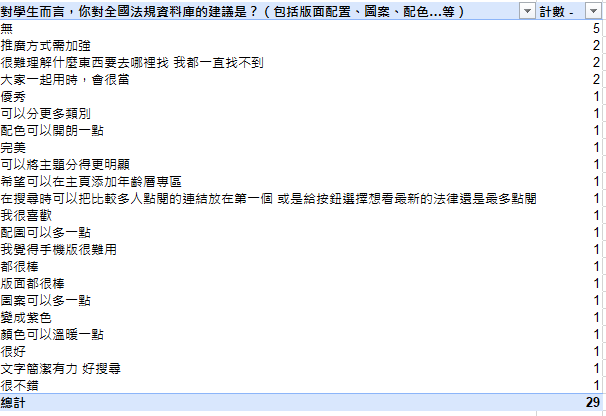 對學生而言，你對全國法規資料庫的建議是？（包括版面配置、圖案、配色...等） 計數 -
無 5
推廣方式需加強 2
很難理解什麼東西要去哪裡找 我都一直找不到 2
大家一起用時，會很當 2
優秀 1
可以分更多類別 1
配色可以開朗一點 1
完美 1
可以將主題分得更明顯 1
希望可以在主頁添加年齡層專區 1
在搜尋時可以把比較多人點閱的連結放在第一個 或是給按鈕選擇想看最新的法律還是最多點閱 1
我很喜歡 1
配圖可以多一點 1
我覺得手機版很難用 1
都很棒 1
版面都很棒 1
圖案可以多一點 1
變成紫色 1
顏色可以溫暖一點 1
很好 1
文字簡潔有力 好搜尋 1
很不錯 1
總計 29